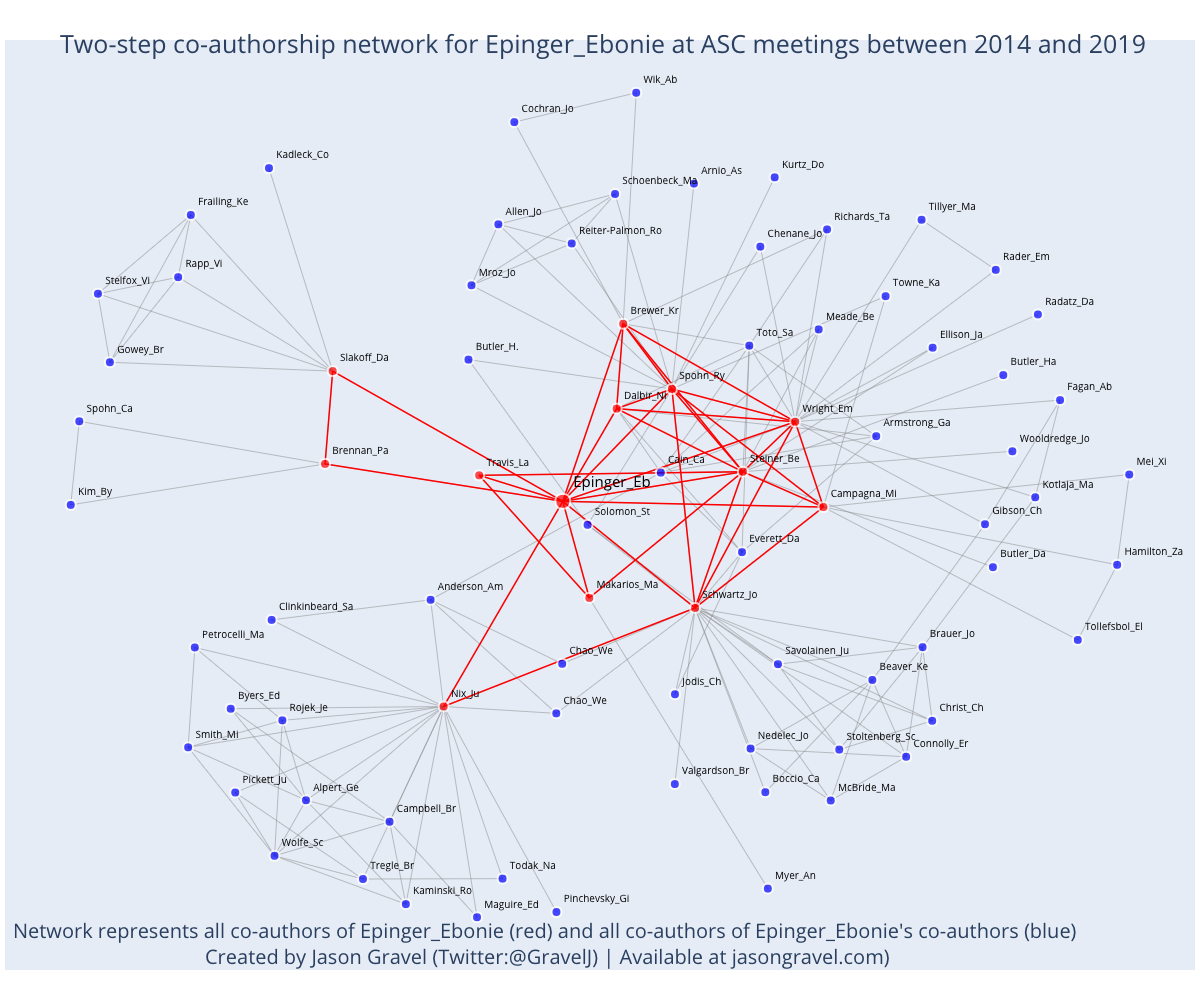 Two-step co-authorship network for Epinger_Ebonie at ASC meetings between 2014 and 2019
Wik_Ab
Cochran_Jo
Kadleck_Co
Kurtz_Do
Arnio_As
Schoenbeck_Ma
Frailing_Ke
Allen_Jo
Tillyer_Ma
Richards_Ta
Reiter-Palmon_Ro
Chenane_Jo
Rader_Em
Rapp_Vi
Mroz_Jo
Stelfox_Vi
Towne_Ka
Radatz_Da
Brewer_Kr
Meade_Be
Toto_Sa
Ellison_Ja
Butler_H.
Gowey_Br
Slakoff_Da
Butler_Ha
Spohn_Ry
Fagan_Ab
Dalbir_Ni
Wright_Em
Spohn_Ca
Armstrong_Ga
Wooldredge_Jo
Brennan_Pa
Travis_La
Cain_Ca
Steiner_Be
Mei_Xi
Epinger_Eb
Kotlaja_Ma
Campagna_Mi
Kim_By
Solomon_St
Gibson_Ch
Everett_Da
Butler_Da
Hamilton_Za
Makarios_Ma
Anderson_Am
Schwartz_Jo
Clinkinbeard_Sa
Tollefsbol_El
Petrocelli_Ma
Brauer_Jo
Chao_We
Savolainen_Ju
Beaver_Ke
Jodis_Ch
Nix_Ju
Byers_Ed
Chao_We
Rojek_Je
Christ_Ch
Smith_Mi
Nedelec_Jo
Stoltenberg_Sc
Connolly_Er
Valgardson_Br
Pickett_Ju
Alpert_Ge
Boccio_Ca
McBride_Ma
Campbell_Br
Wolfe_Sc
Tregle_Br
Todak_Na
Myer_An
Kaminski_Ro
Maguire_Ed
Pinchevsky_Gi
Network represents all co-authors of Epinger_Ebonie (red) and all co-authors of Epinger_Ebonie's co-authors (blue)
Created by Jason Gravel (Twitter:@GravelJ) | Available at jasongravel.com)